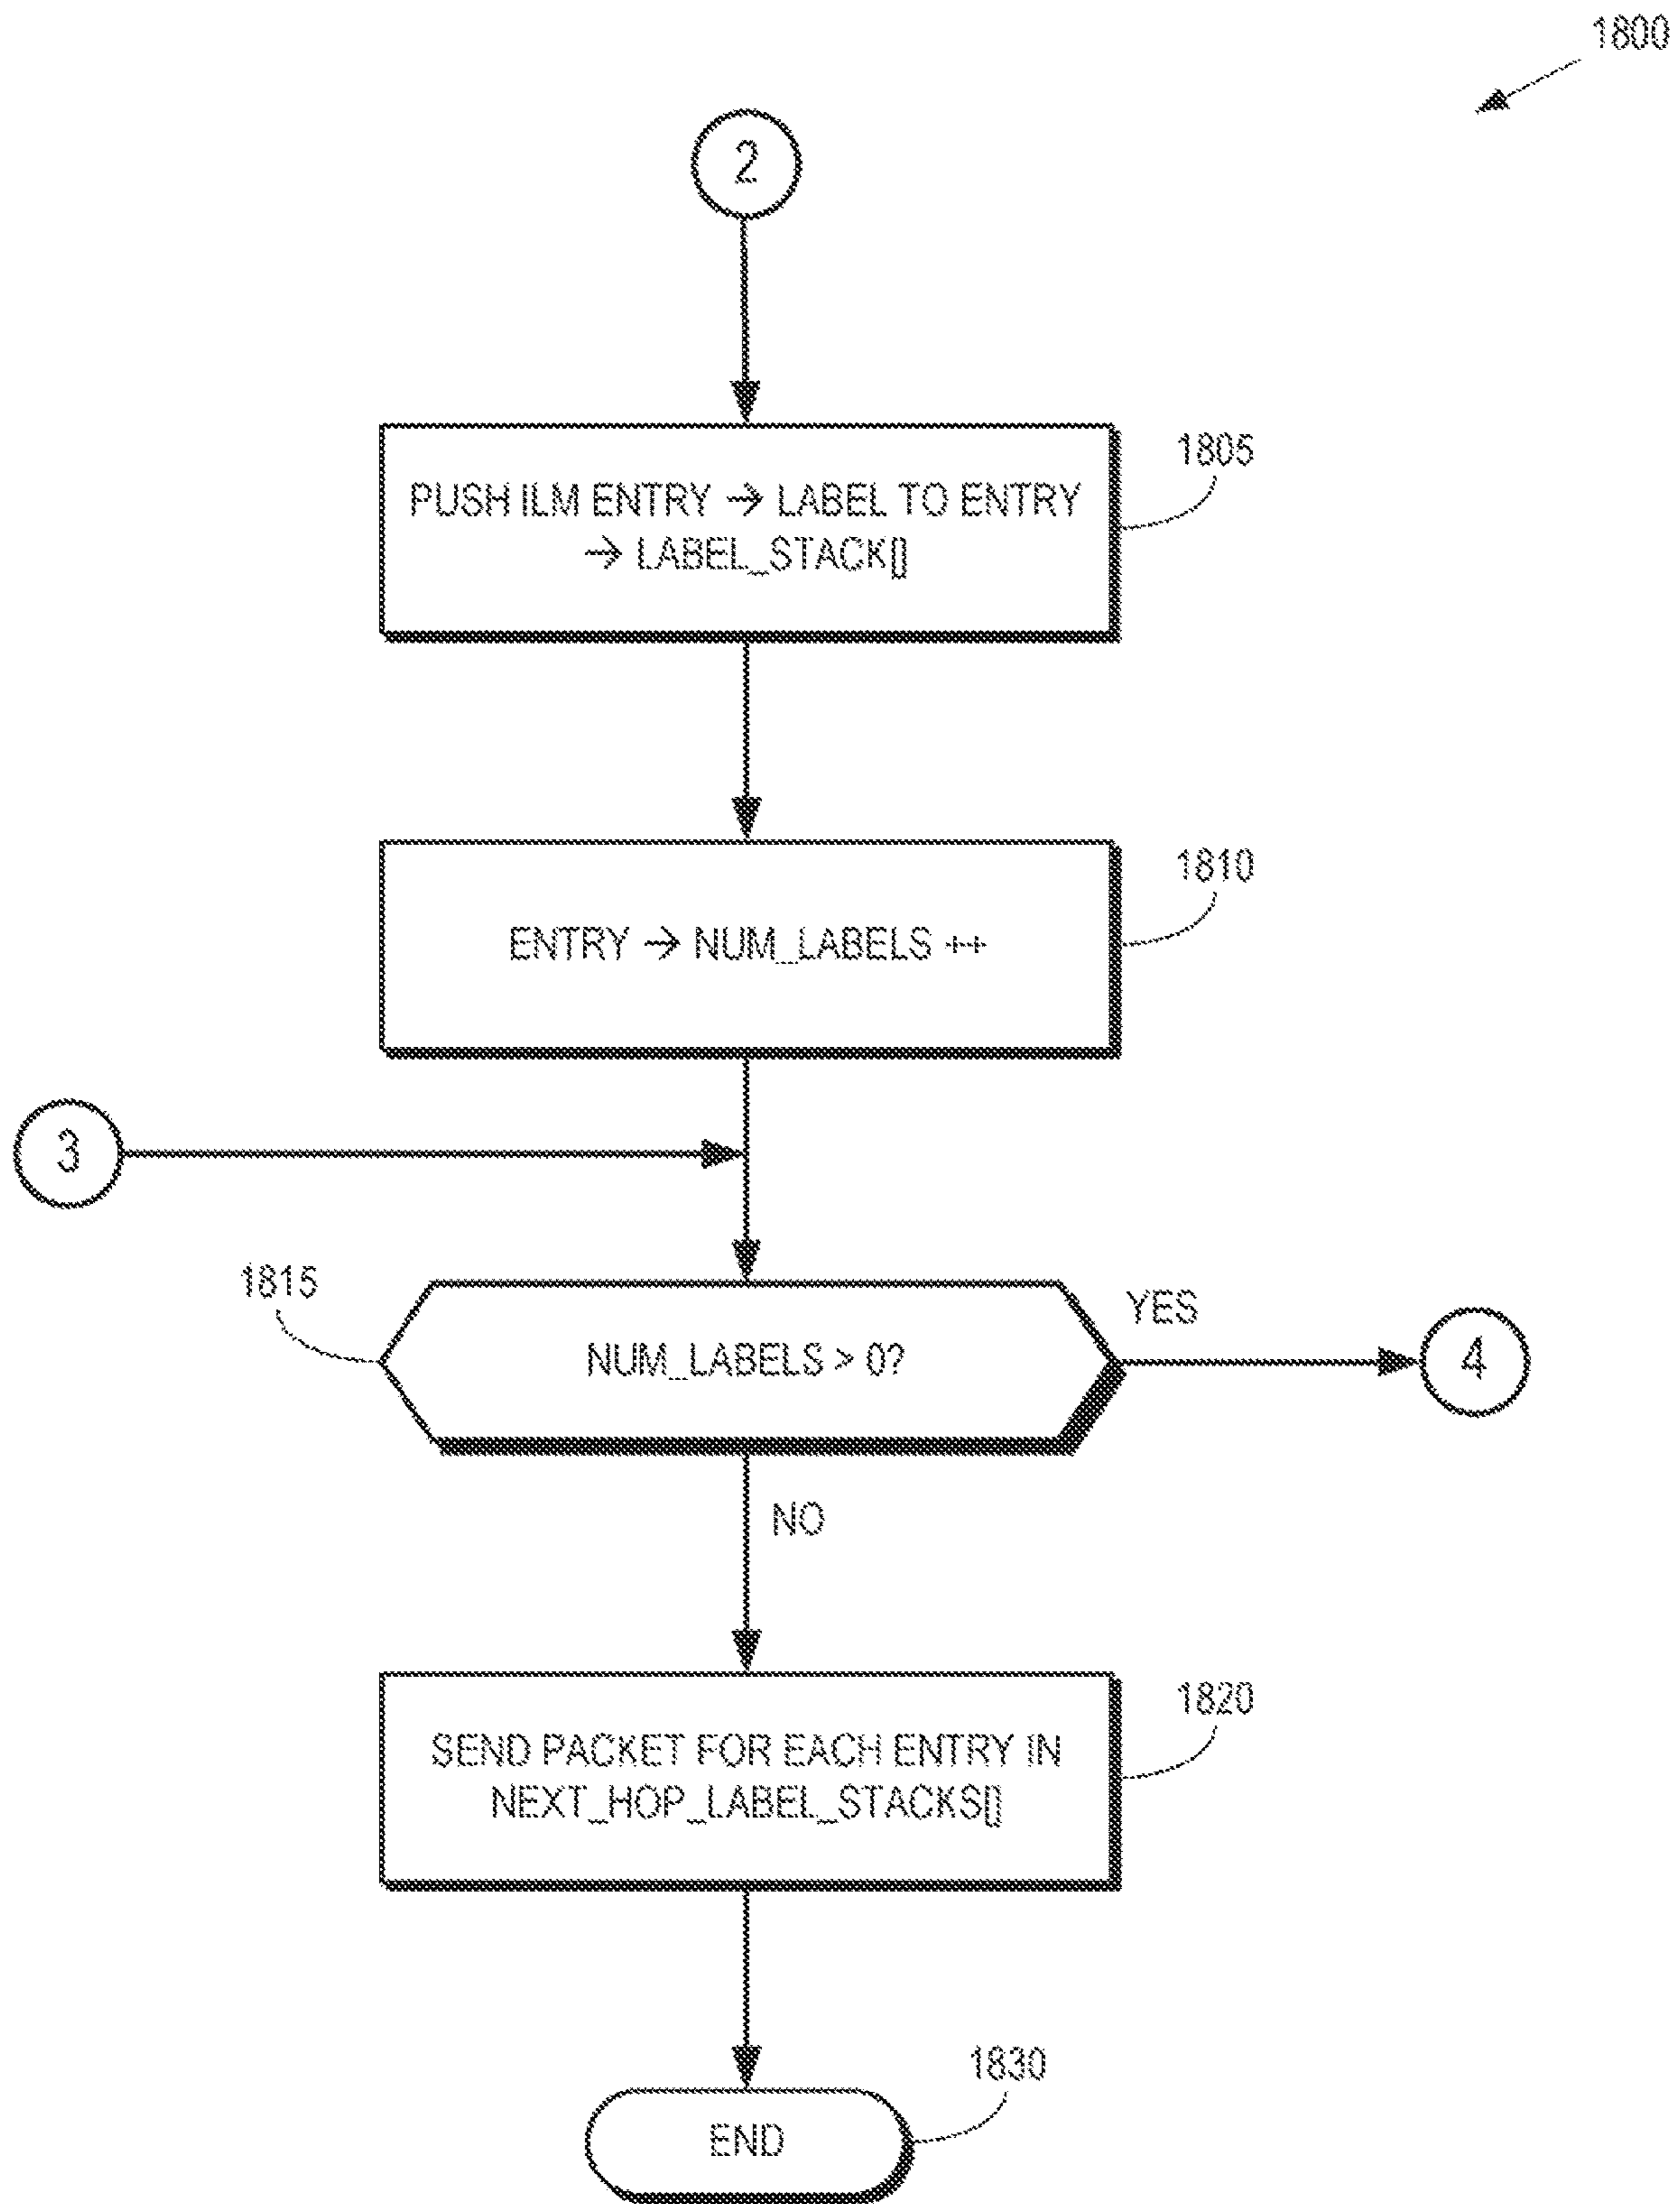 1800
2
1805
PUSH ILM ENTRY → LABEL TO ENTRY
→ LABEL_STACK[]
1810
ENTRY → NUM_LABELS ++
3
1815
YES
NUM_LABELS > 0?
4
NO
1820
SEND PACKET FOR EACH ENTRY IN
NEXT_HOP_LABEL_STACKS[]
1830
END